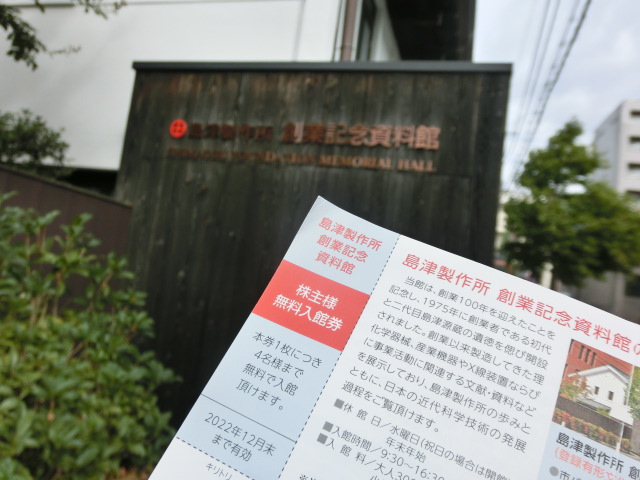 島津製作所 創業記念資料館
MEMORIAL HALL
島津製作所
創業記念
資料館
株主様
無料入館券
本券1枚につき
4名様まで
無料で入館
頂けます。
2022年12月末
まで有効
キリトリ
島津製作所 創業記念資料館の
当館は、創業100年を迎えたことを
記念し、1975年に創業者である初代
と二代目島津源蔵の遺徳を偲び開設
されました。創業以来製造してきた理
化学器械、産業機器やX線装置ならび
に事業活動に関連する文献・資料など
を展示しており、島津製作所の歩みと
ともに、日本の近代科学技術の発展
過程をご覧頂けます。
■休 館 日／水曜日(祝日の場合は開館
年末年始
■入館時間／9:30~16:30
■入 館 料／大人300
島津製作所 創
(登録有形文